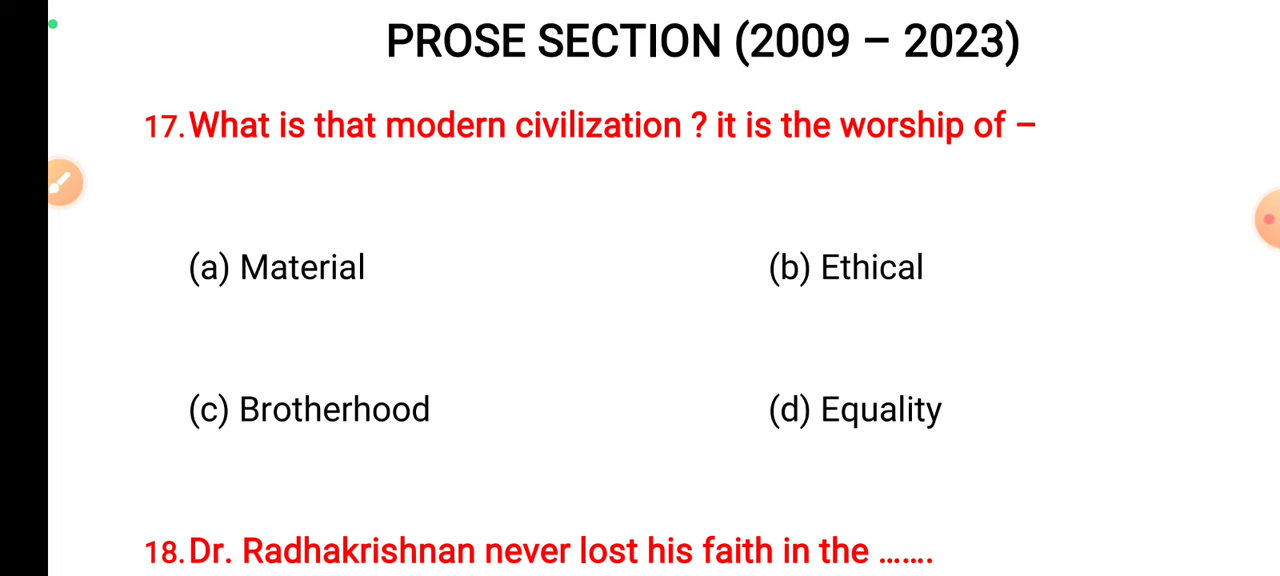 PROSE SECTION (2009 – 2023)
17. What is that modern civilization ? it is the worship of –
(a) Material (b) Ethical
(c) Brotherhood (d) Equality
18. Dr. Radhakrishnan never lost his faith in the .......